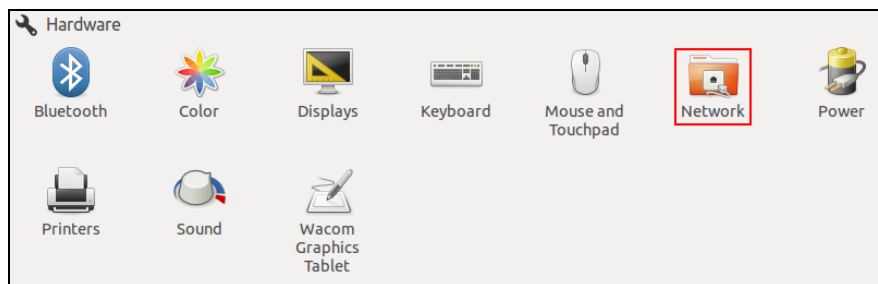 Hardware
Bluetooth
Color
Displays
Keyboard
Mouse and
Touchpad
Network
Power
Printers
Sound
Wacom
Graphics
Tablet